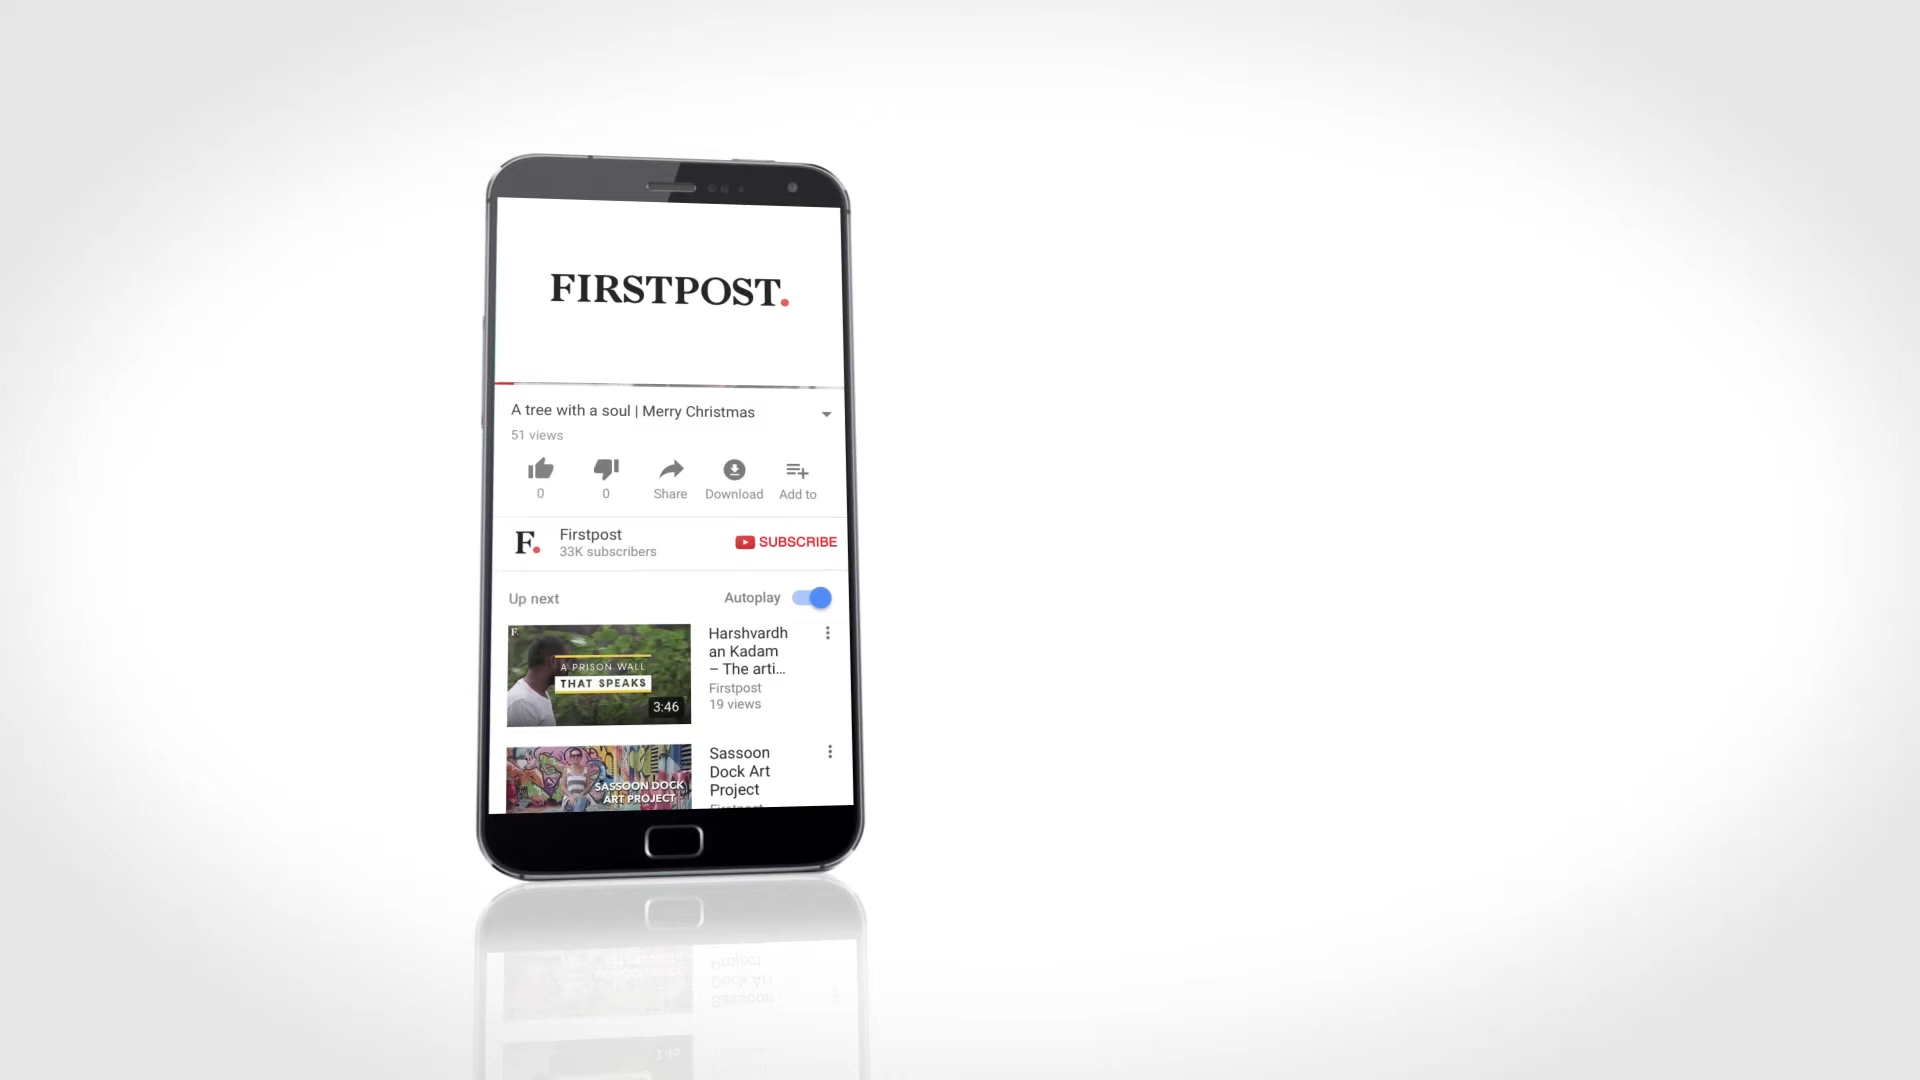 FIRSTPOST.
A tree with a soul | Merry Christmas
51 views
0
0
Share
Download
Add to
F.
Firstpost
33K subscribers
SUBSCRIBE
Up next
Autoplay
F.
A PRISON WALL
THAT SPEAKS
3:46
Harshvardh
an Kadam
– The arti...
Firstpost
19 views
SASSOON DOCK
ART PROJECT
Sassoon
Dock Art
Project
Firstpost